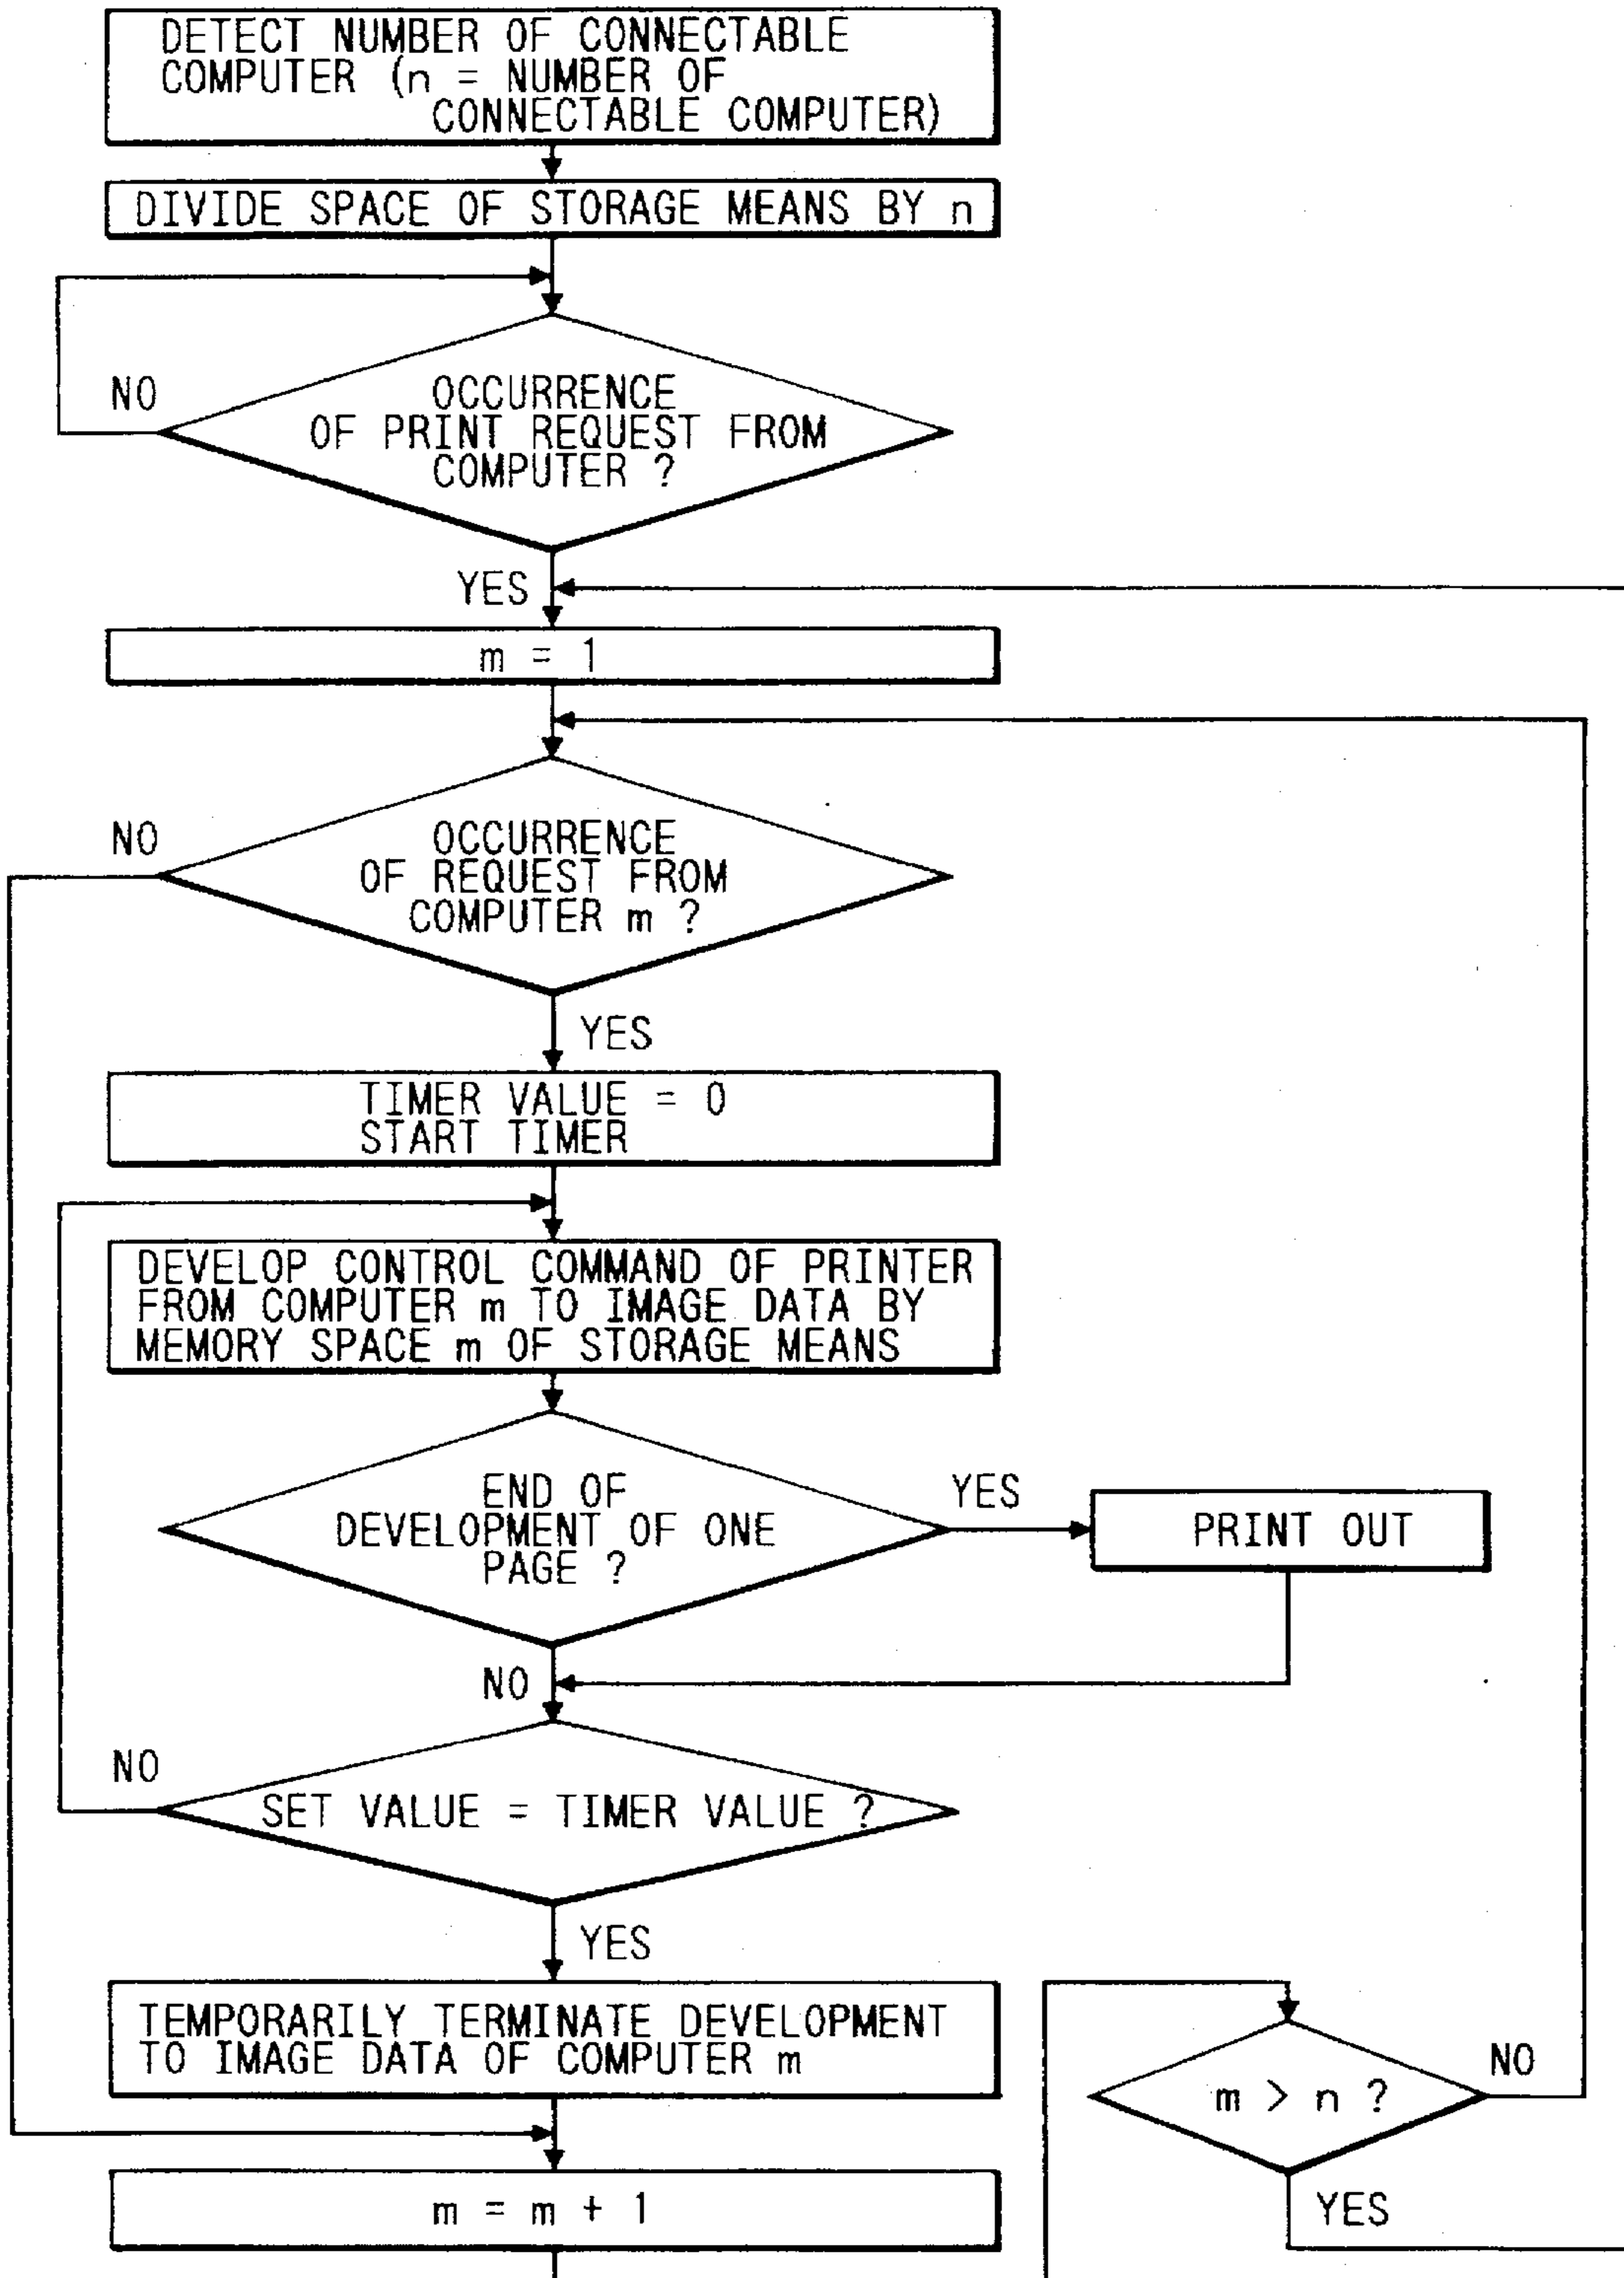 DETECT NUMBER OF CONNECTABLE
COMPUTER (n = NUMBER OF
CONNECTABLE COMPUTER)
DIVIDE SPACE OF STORAGE MEANS BY n
NO
OCCURRENCE
OF PRINT REQUEST FROM
COMPUTER ?
YES
m = 1
NO
OCCURRENCE
OF REQUEST FROM
COMPUTER m ?
YES
TIMER VALUE = 0
START TIMER
DEVELOP CONTROL COMMAND OF PRINTER
FROM COMPUTER m TO IMAGE DATA BY
MEMORY SPACE m OF STORAGE MEANS
END OF
DEVELOPMENT OF ONE
PAGE ?
YES
PRINT OUT
NO
NO
SET VALUE = TIMER VALUE ?
YES
TEMPORARILY TERMINATE DEVELOPMENT
TO IMAGE DATA OF COMPUTER m
m > n ?
NO
YES
m = m + 1